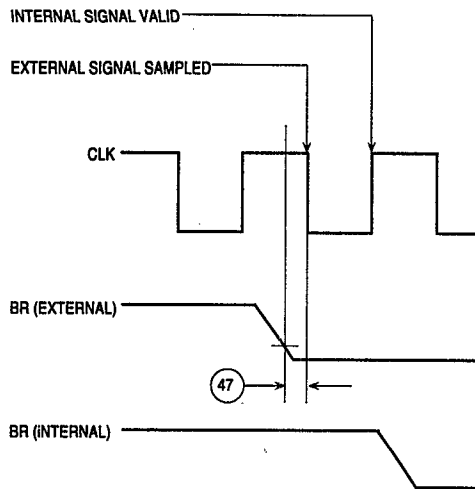 INTERNAL SIGNAL VALID
EXTERNAL SIGNAL SAMPLED
CLK
BR (EXTERNAL)
47
BR (iNTERNAL)